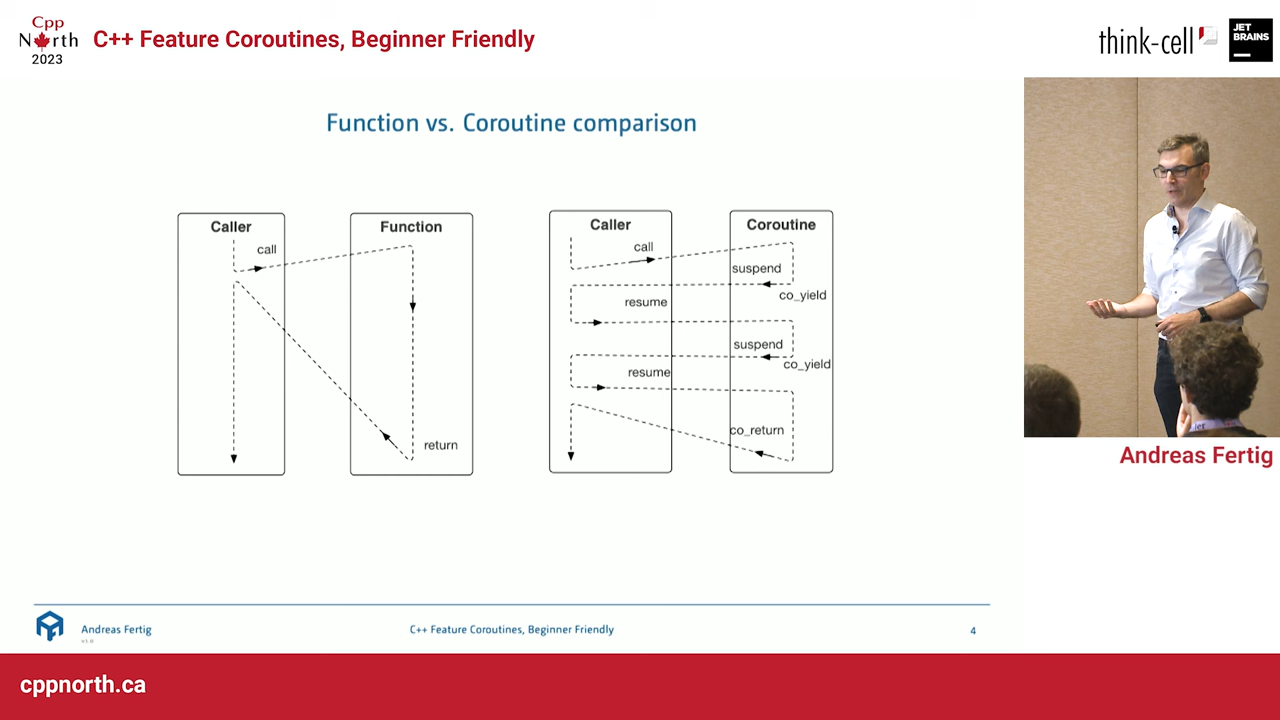 Cpp
North
2023
C++ Feature Coroutines, Beginner Friendly
think-cell
JET
BRAINS
Function vs. Coroutine comparison
Caller
call
Function
return
Caller
call
resume
resume
Coroutine
suspend
co_yield
suspend
co_yield
co_return
Andreas Fertig
Andreas Fertig
C++ Feature Coroutines, Beginner Friendly
4
cppnorth.ca